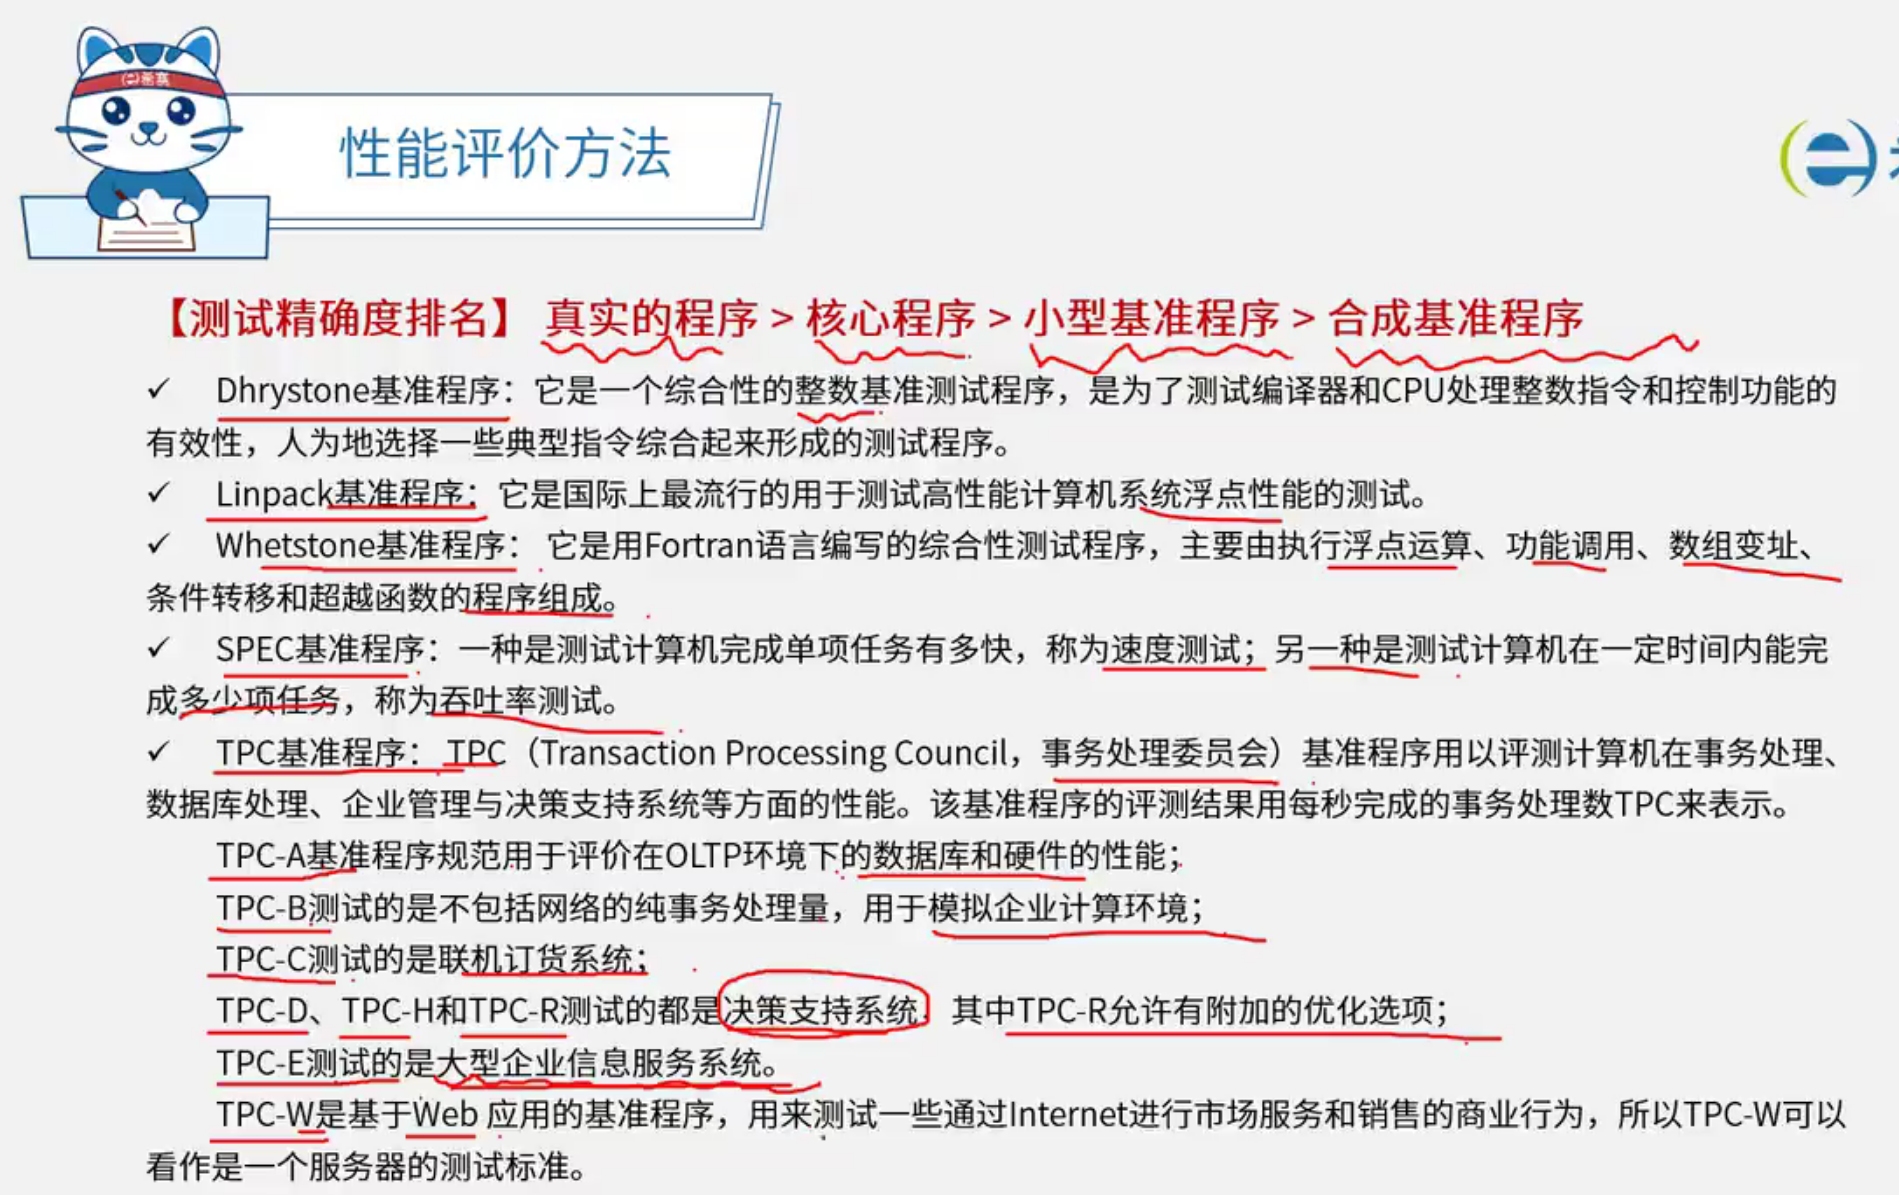 希赛
性能评价方法
【测试精确度排名】 真实的程序 > 核心程序 > 小型基准程序 > 合成基准程序
✓ Dhrystone基准程序：它是一个综合性的整数基准测试程序，是为了测试编译器和CPU处理整数指令和控制功能的
有效性，人为地选择一些典型指令综合起来形成的测试程序。
✓ Linpack基准程序：它是国际上最流行的用于测试高性能计算机系统浮点性能的测试。
✓ Whetstone基准程序： 它是用Fortran语言编写的综合性测试程序，主要由执行浮点运算、功能调用、数组变址、
条件转移和超越函数的程序组成。
✓ SPEC基准程序：一种是测试计算机完成单项任务有多快，称为速度测试；另一种是测试计算机在一定时间内能完
成多少项任务，称为吞吐率测试。
✓ TPC基准程序： TPC（Transaction Processing Council，事务处理委员会）基准程序用以评测计算机在事务处理、
数据库处理、企业管理与决策支持系统等方面的性能。该基准程序的评测结果用每秒完成的事务处理数TPC来表示。
TPC-A基准程序规范用于评价在OLTP环境下的数据库和硬件的性能；
TPC-B测试的是不包括网络的纯事务处理量，用于模拟企业计算环境；
TPC-C测试的是联机订货系统；
TPC-D、TPC-H和TPC-R测试的都是决策支持系统，其中TPC-R允许有附加的优化选项；
TPC-E测试的是大型企业信息服务系统。
TPC-W是基于Web 应用的基准程序，用来测试一些通过Internet进行市场服务和销售的商业行为，所以TPC-W可以
看作是一个服务器的测试标准。